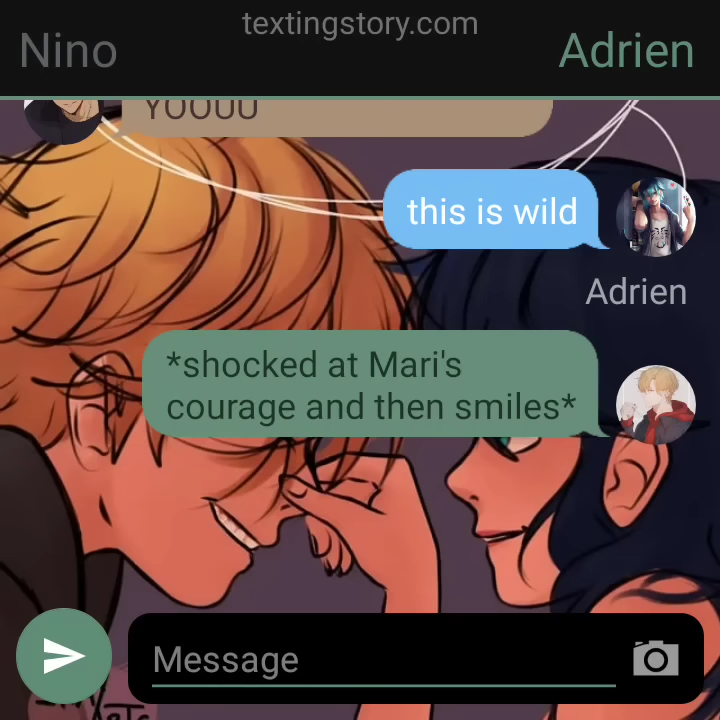 textingstory.com
Nino
Adrien
YOOUU
this is wild
Adrien
*shocked at Mari's
courage and then smiles*
Message